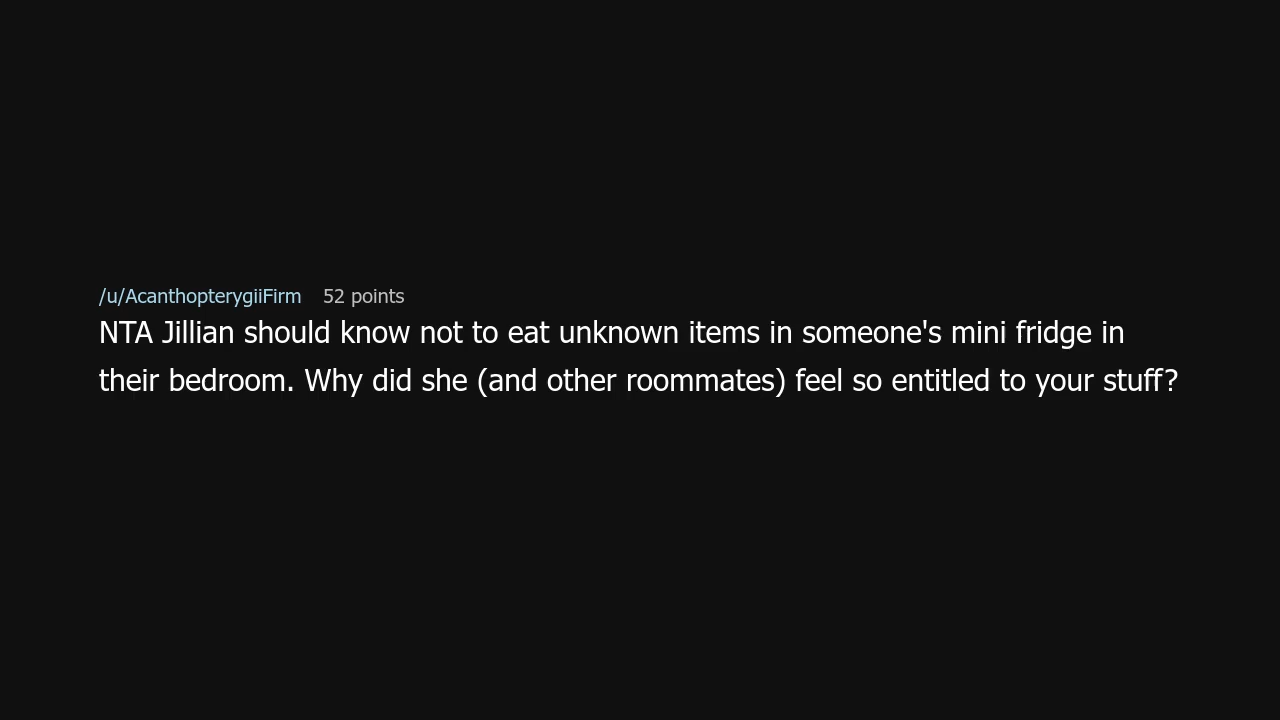 /u/AcanthopterygiiFirm 52 points
NTA Jillian should know not to eat unknown items in someone's mini fridge in
their bedroom. Why did she (and other roommates) feel so entitled to your stuff?